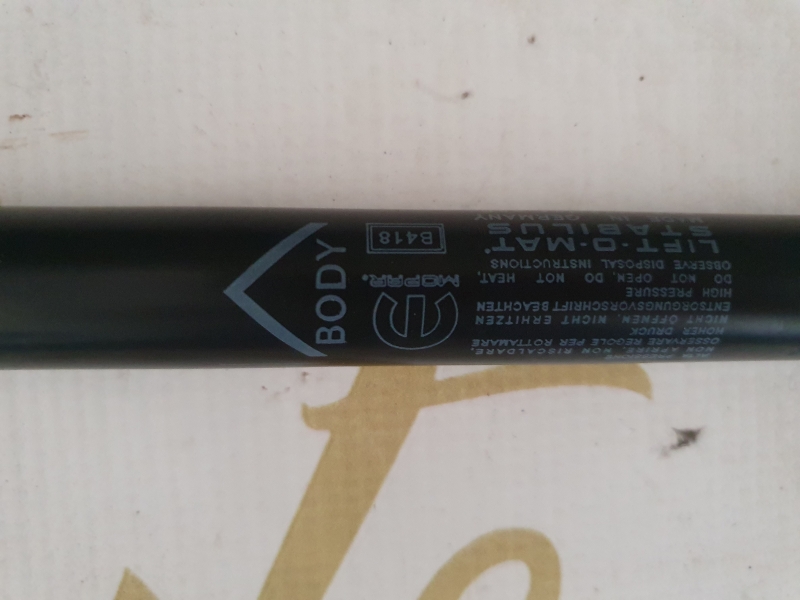 BODY
B418
MOPAR®
LIFT-O-MAT®
STABILUS
MADE IN GERMANY
OBSERVE DISPOSAL INSTRUCTIONS
DO NOT OPEN, DO NOT HEAT,
HIGH PRESSURE
ENTSORGUNGSVORSCHRIFT BEACHTEN
NICHT ÖFFNEN, NICHT ERHITZEN
HOHER DRUCK
OSSERVARE REGOLE PER ROTTAMARE
NON APRIRE, NON RISCALDARE,